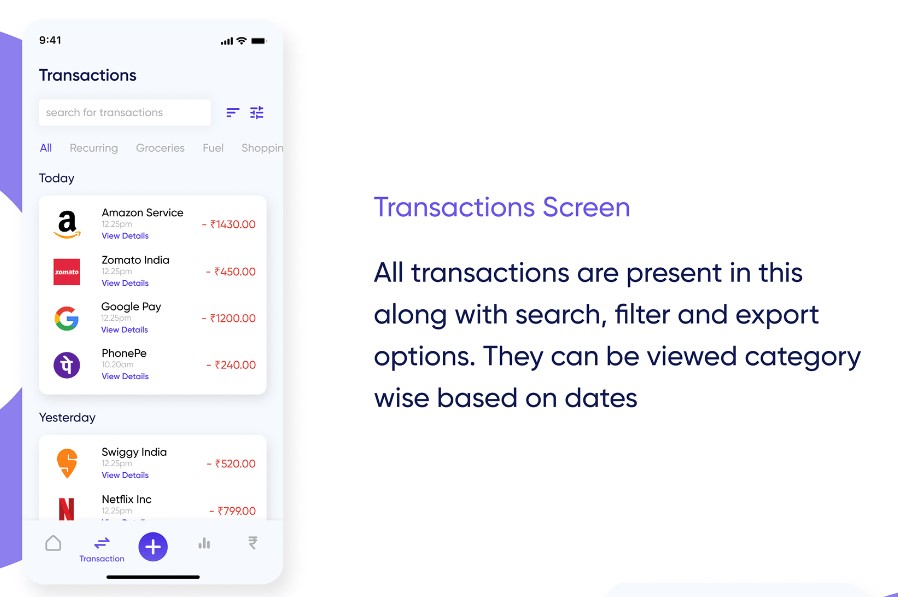 9:41
Transactions
search for transactions
All Recurring Groceries Fuel Shoppin
Today
a
Amazon Service
12.25pm
View Details
- ₹1430.00
zomato
Zomato India
12.25pm
View Details
- ₹450.00
G
Google Pay
12.25pm
View Details
- ₹1200.00
पे
PhonePe
10.20am
View Details
- ₹240.00
Yesterday
Swiggy India
12.25pm
View Details
- ₹520.00
N
Netflix Inc
12.25pm
- ₹799.00
₹
Transaction
Transactions Screen
All transactions are present in this
along with search, filter and export
options. They can be viewed category
wise based on dates